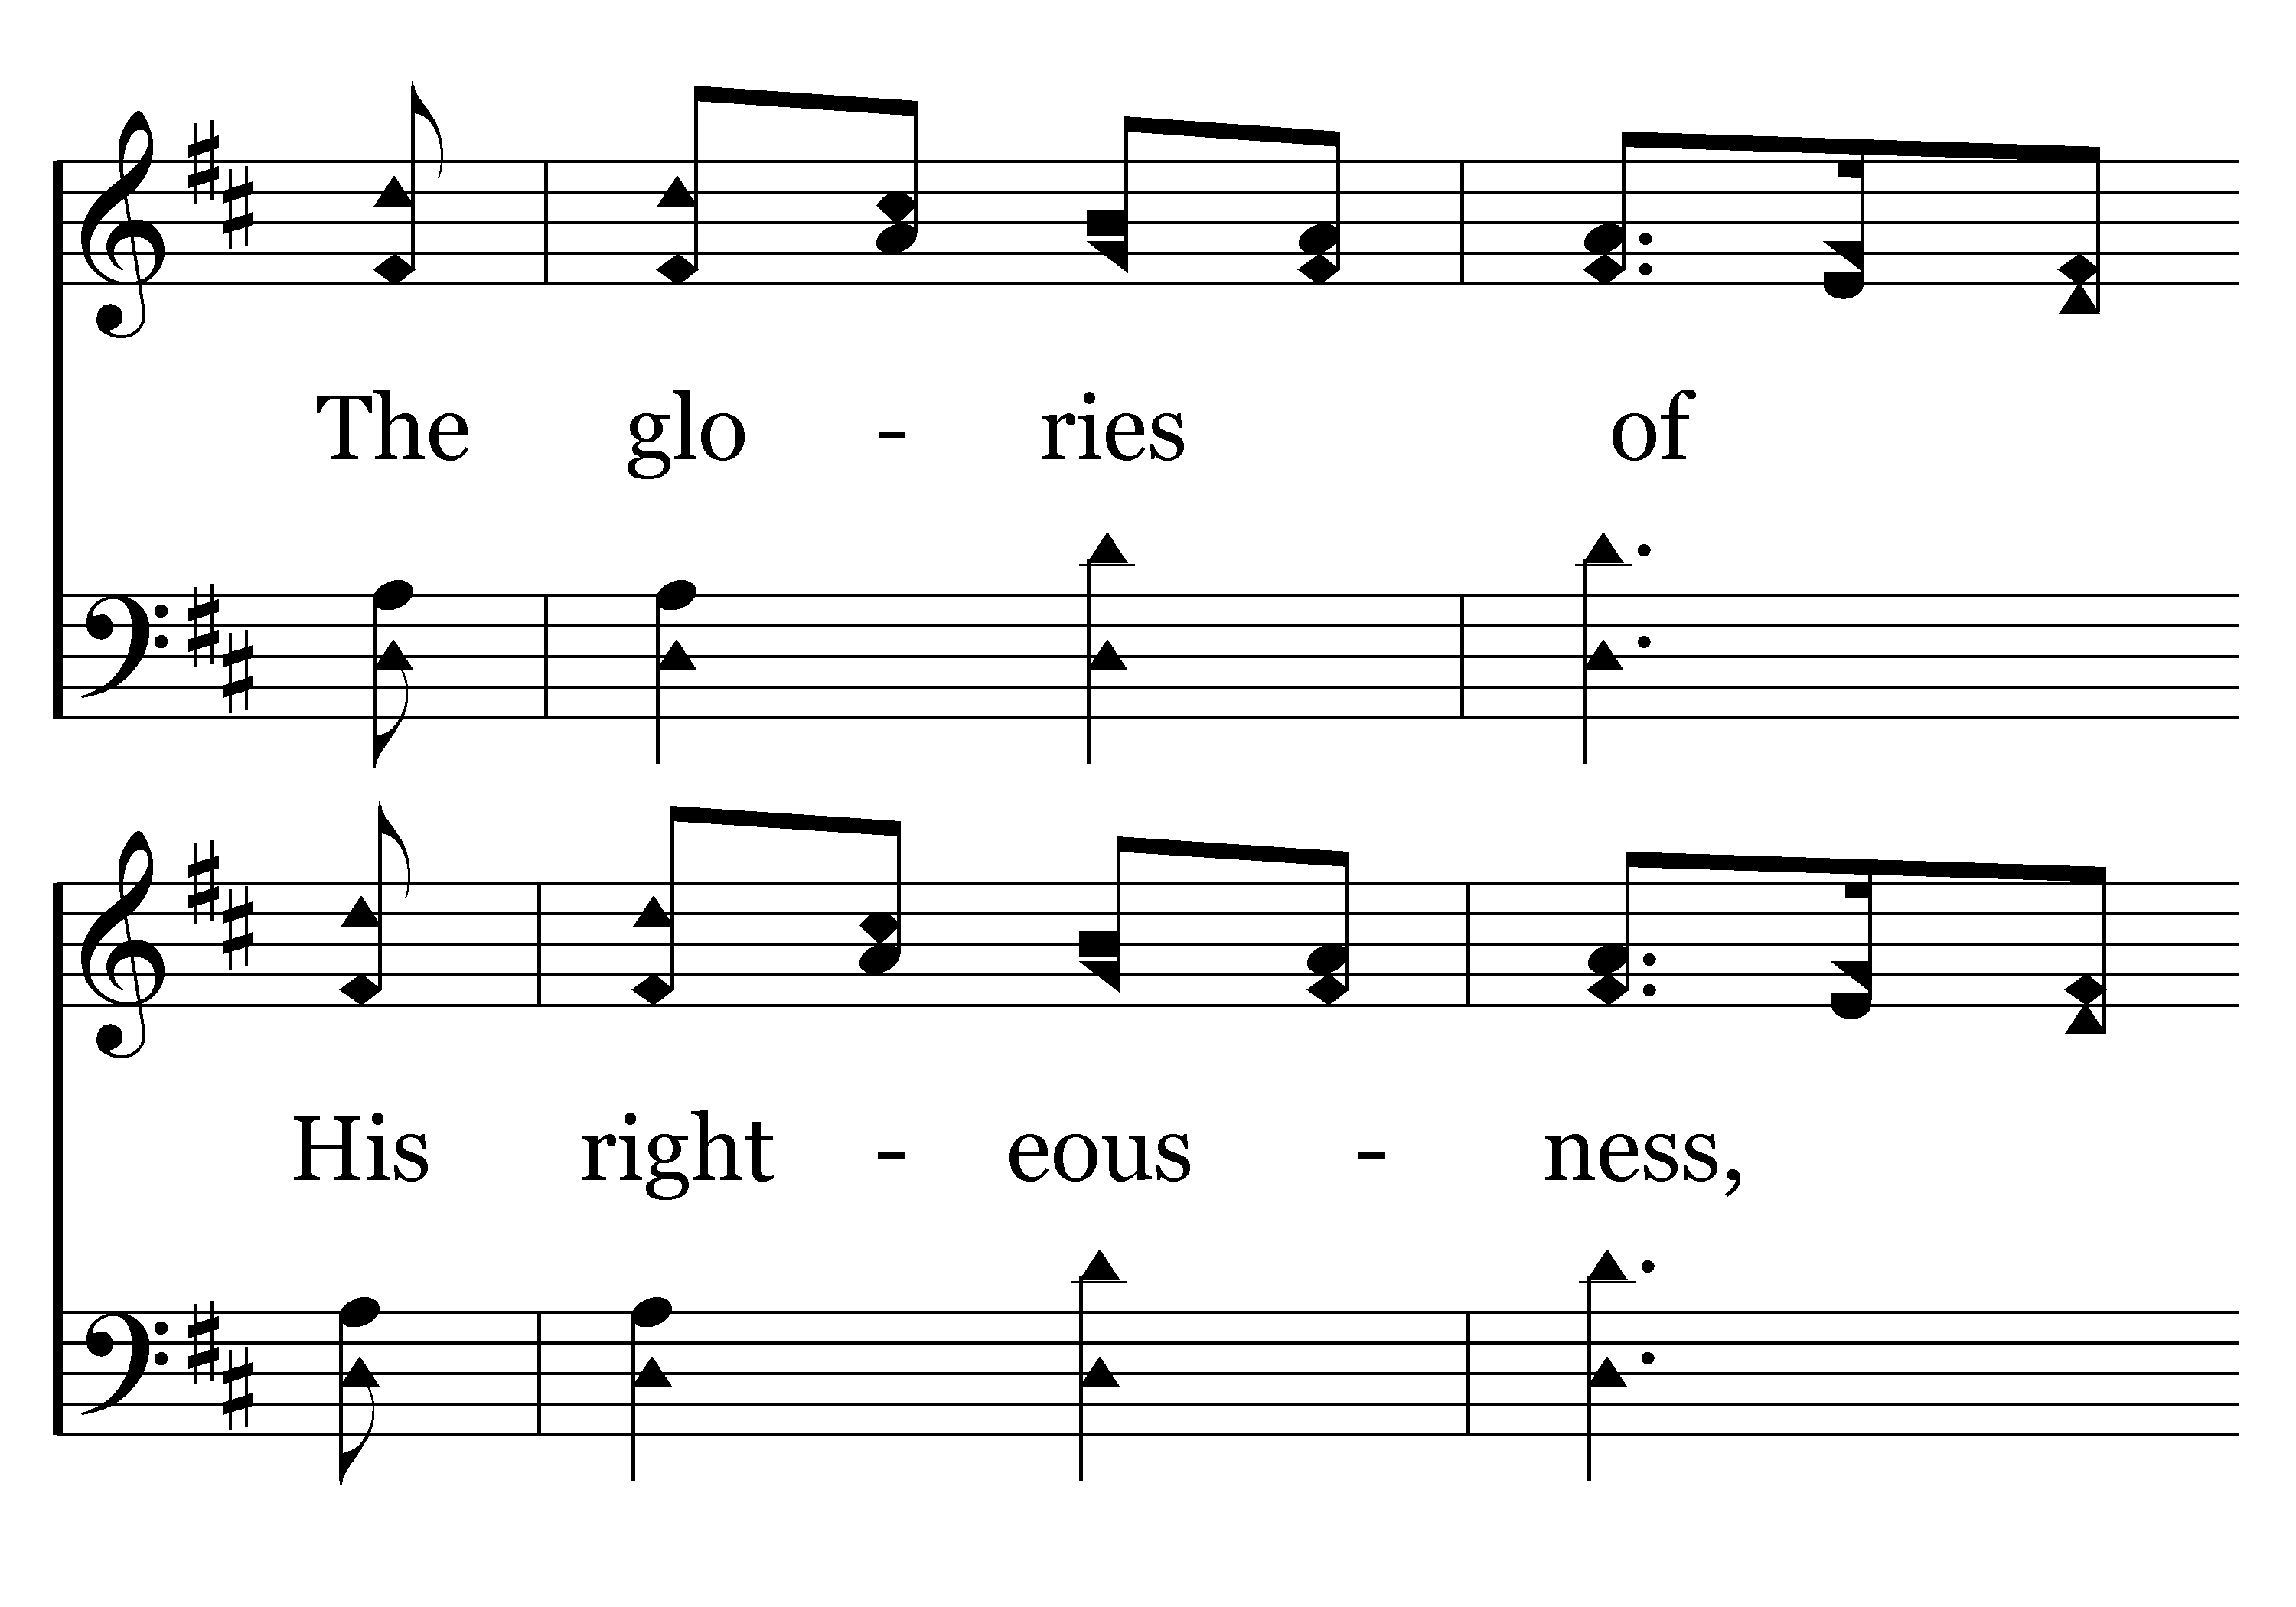 The glo - ries of
His right - eous - ness,